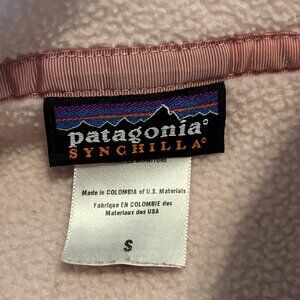 patagonia®
SYNCHILLA®
Made in COLOMBIA of U.S. Materials
Fabrique EN COLOMBIE des
Materiaux des USA
S